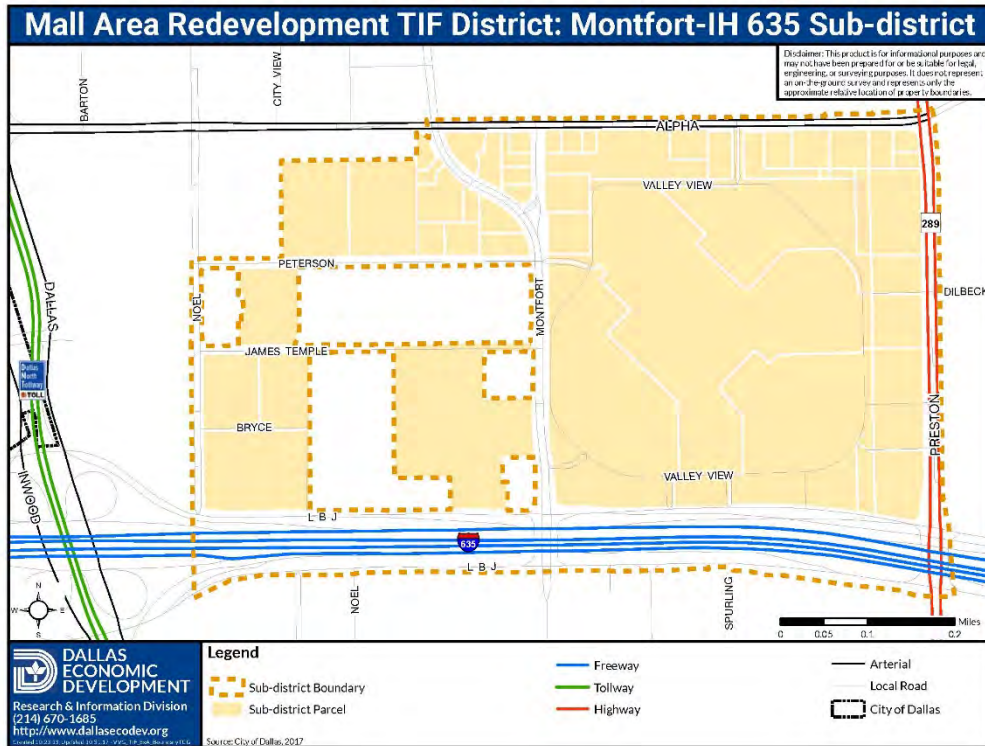 Mall Area Redevelopment TIF District: Montfort-IH 635 Sub-district
Disclaimer: This product is for informational purposes and
may not have been prepared for or be suitable for legal,
engineering, or surveying purposes. It does not represent
an on-the-ground survey and represents only the
approximate relative location of property boundaries.
BARTON
CITY VIEW
ALPHA
VALLEY VIEW
289
PETERSON
NOEL
MONTFORT
DILBECK
DALLAS
JAMES TEMPLE
Dallas
North
Tollway
TOLL
BRYCE
PRESTON
VALLEY VIEW
INWOOD
L B J
635
L B J
NOEL
SPURLING
N
W E
S
Miles
0 0.05 0.1 0.2
DALLAS
ECONOMIC
DEVELOPMENT
Research & Information Division
(214) 670-1685
http://www.dallasecodev.org
Legend
Sub-district Boundary
Sub-district Parcel
Freeway
Tollway
Highway
Arterial
Local Road
City of Dallas
Source: City of Dallas, 2017